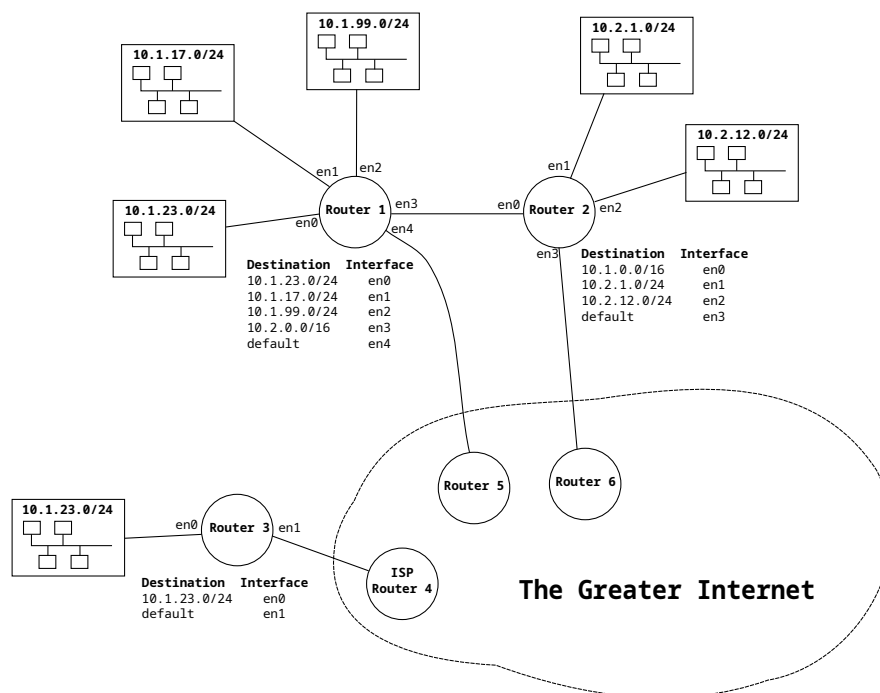 10.1.99.0/24
10.2.1.0/24
10.1.17.0/24
10.2.12.0/24
en1
en2
en1
10.1.23.0/24
en0
Router 1
en3
en4
en0
Router 2
en2
en3
Destination Interface
10.1.23.0/24 en0
10.1.17.0/24 en1
10.1.99.0/24 en2
10.2.0.0/16 en3
default en4
Destination Interface
10.1.0.0/16 en0
10.2.1.0/24 en1
10.2.12.0/24 en2
default en3
Router 5
Router 6
10.1.23.0/24
en0
Router 3
en1
ISP
Router 4
Destination Interface
10.1.23.0/24 en0
default en1
The Greater Internet